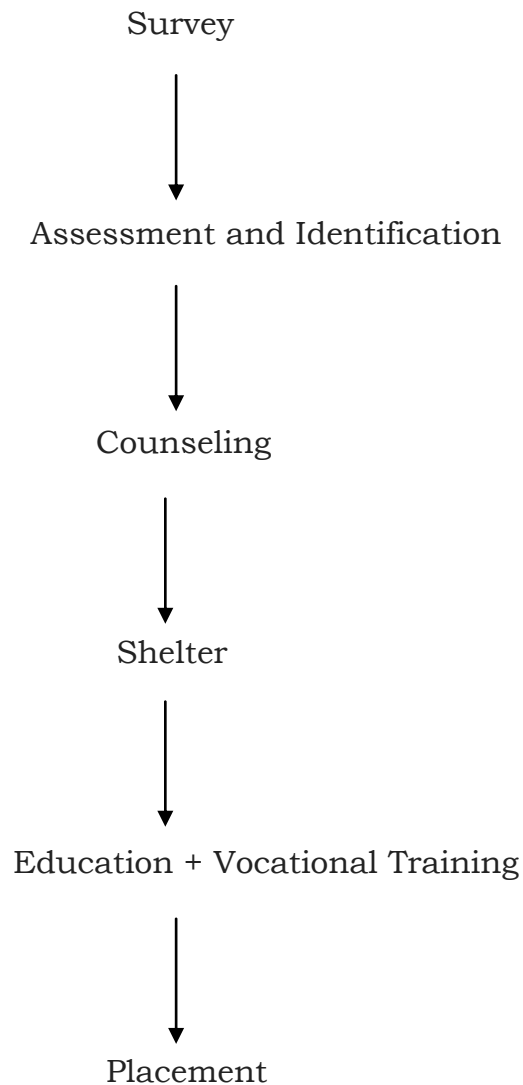 Survey
Assessment and Identification
Counseling
Shelter
Education + Vocational Training
Placement